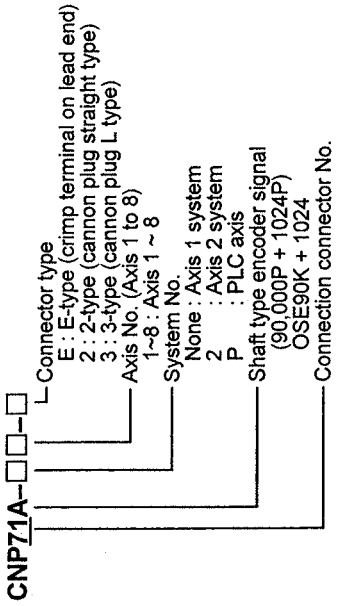 CNP71A–□□–□
Connector type
E : E-type (crimp terminal on lead end)
2 : 2-type (cannon plug straight type)
3 : 3-type (cannon plug L type)
Axis No. (Axis 1 to 8)
1~8 : Axis 1 ~ 8
System No.
None : Axis 1 system
2 : Axis 2 system
P : PLC axis
Shaft type encoder signal
(90,000P + 1024P)
OSE90K + 1024
Connection connector No.